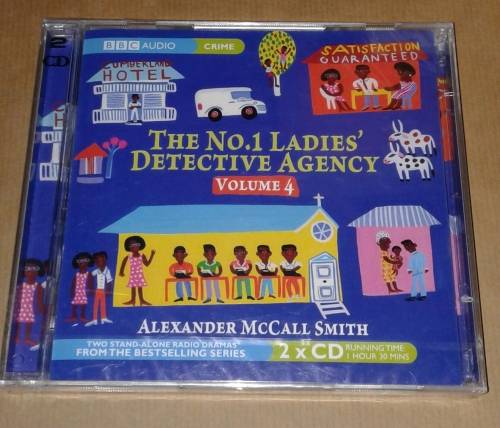 2 CD
BBC AUDIO
CRIME
CUMBERLAND
HOTEL
SATISFACTION
GUARANTEED
THE NO.1 LADIES'
DETECTIVE AGENCY
VOLUME 4
ALEXANDER MCCALL SMITH
TWO STAND-ALONE RADIO DRAMAS
FROM THE BESTSELLING SERIES
2 x CD
RUNNING TIME
1 HOUR 30 MINS